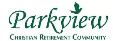 Parkview
CHRISTIAN RETIREMENT COMMUNITY